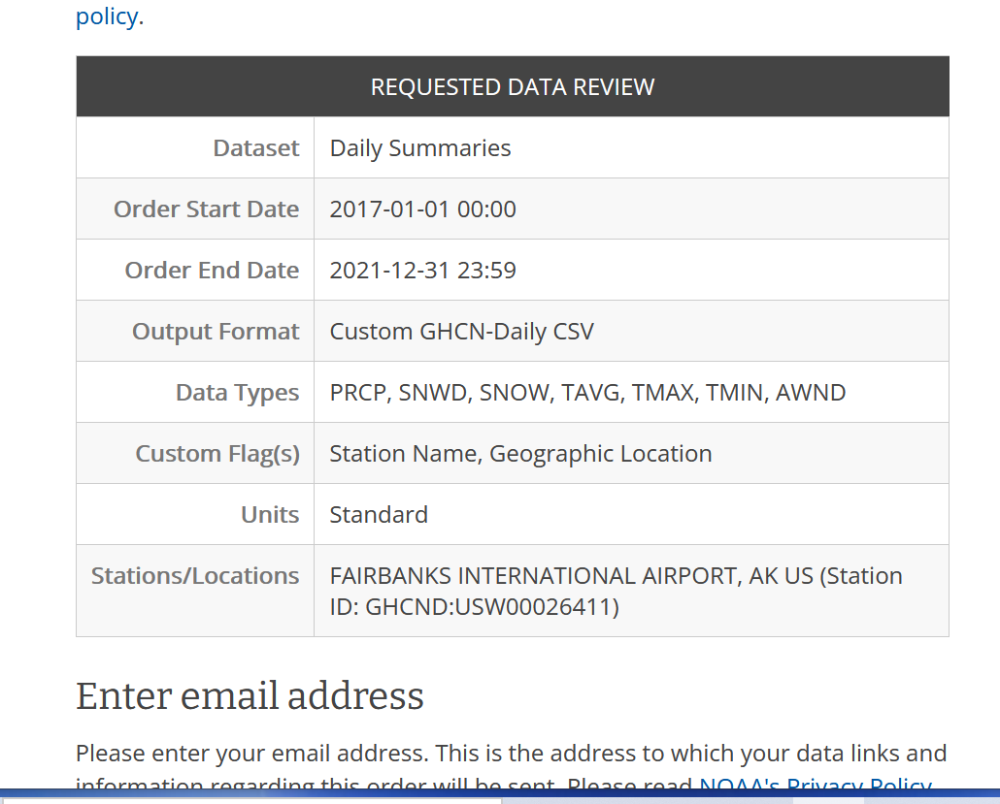 policy.
REQUESTED DATA REVIEW
Dataset Daily Summaries
Order Start Date 2017-01-01 00:00
Order End Date 2021-12-31 23:59
Output Format Custom GHCN-Daily CSV
Data Types PRCP, SNWD, SNOW, TAVG, TMAX, TMIN, AWND
Custom Flag(s) Station Name, Geographic Location
Units Standard
Stations/Locations FAIRBANKS INTERNATIONAL AIRPORT, AK US (Station
ID: GHCND:USW00026411)
Enter email address
Please enter your email address. This is the address to which your data links and
information regarding this order will be sent. Please read NOAA's Privacy Policy